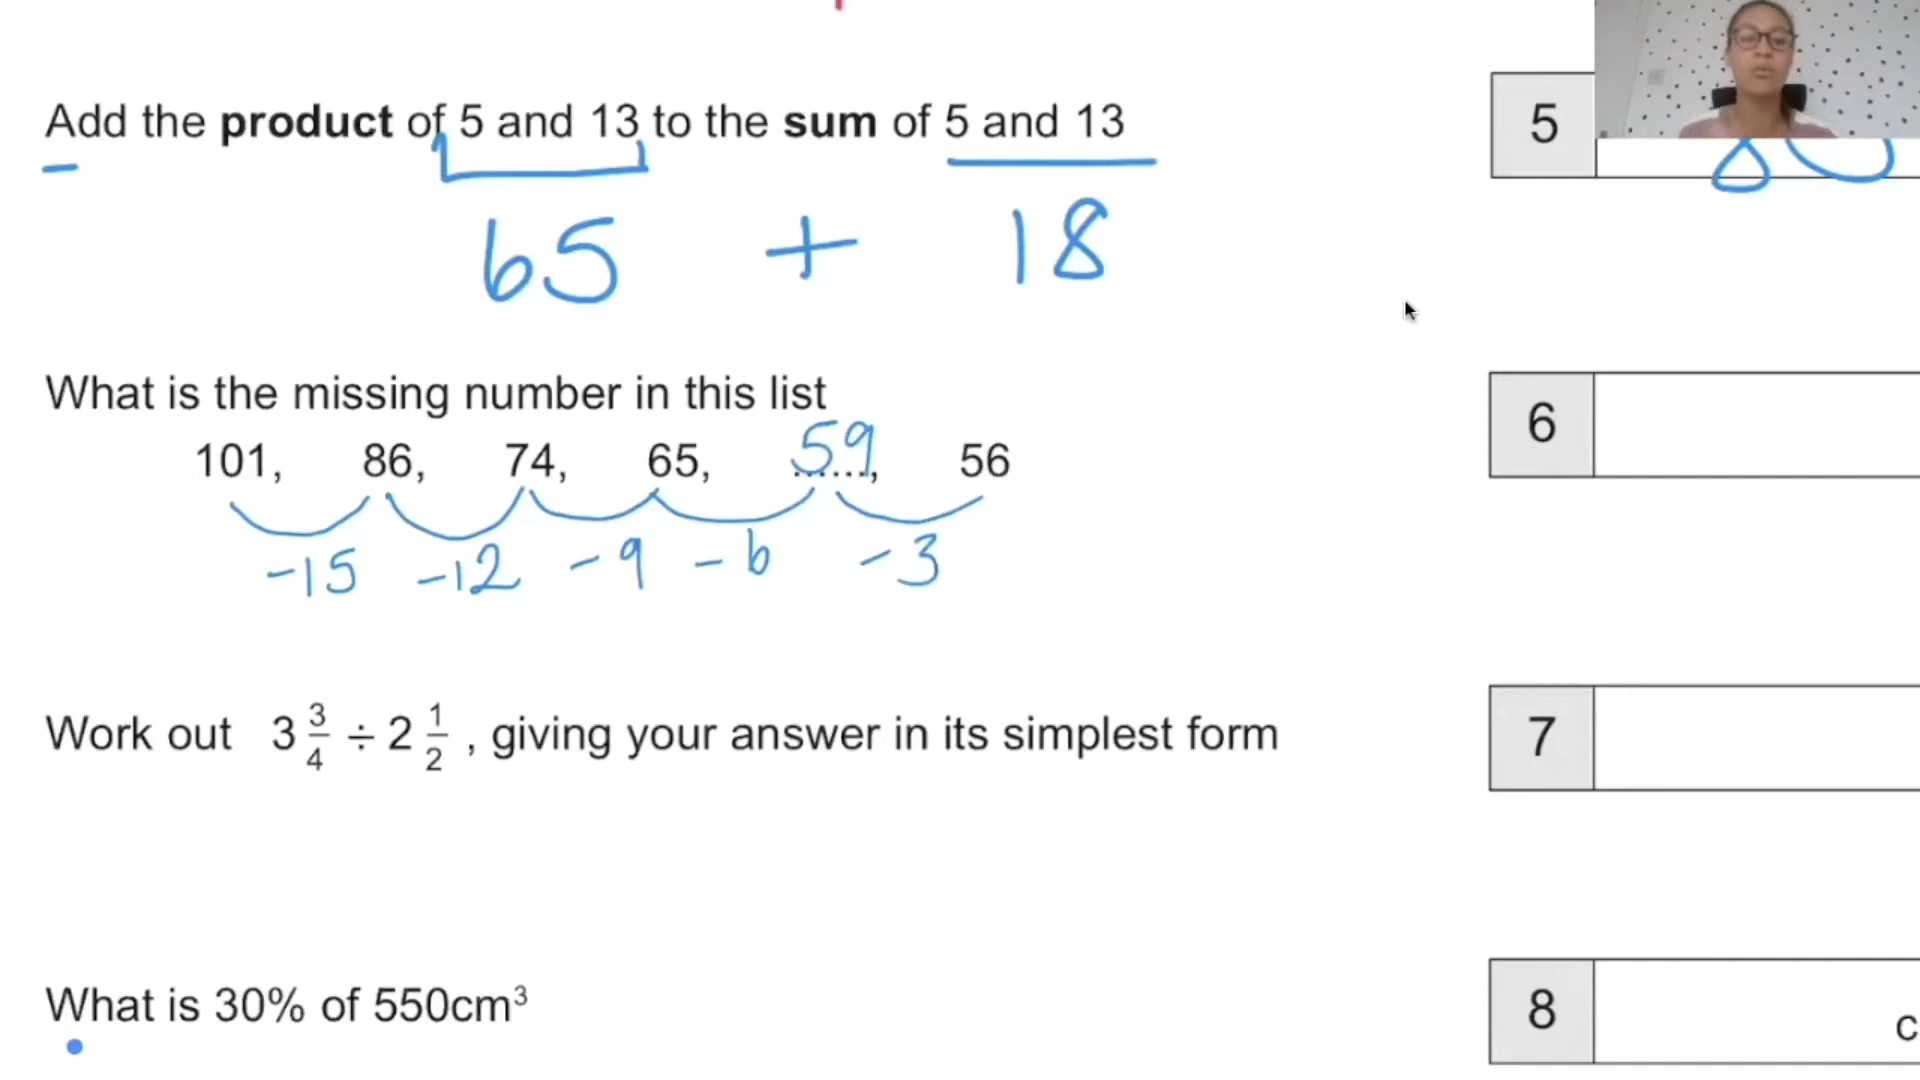 Add the product of 5 and 13 to the sum of 5 and 13
5
65 + 18
What is the missing number in this list
6
101, 86, 74, 65, 59......, 56
-15 -12 -9 -6 -3
Work out 3 3/4 ÷ 2 1/2 , giving your answer in its simplest form
7
What is 30% of 550cm³
8
c